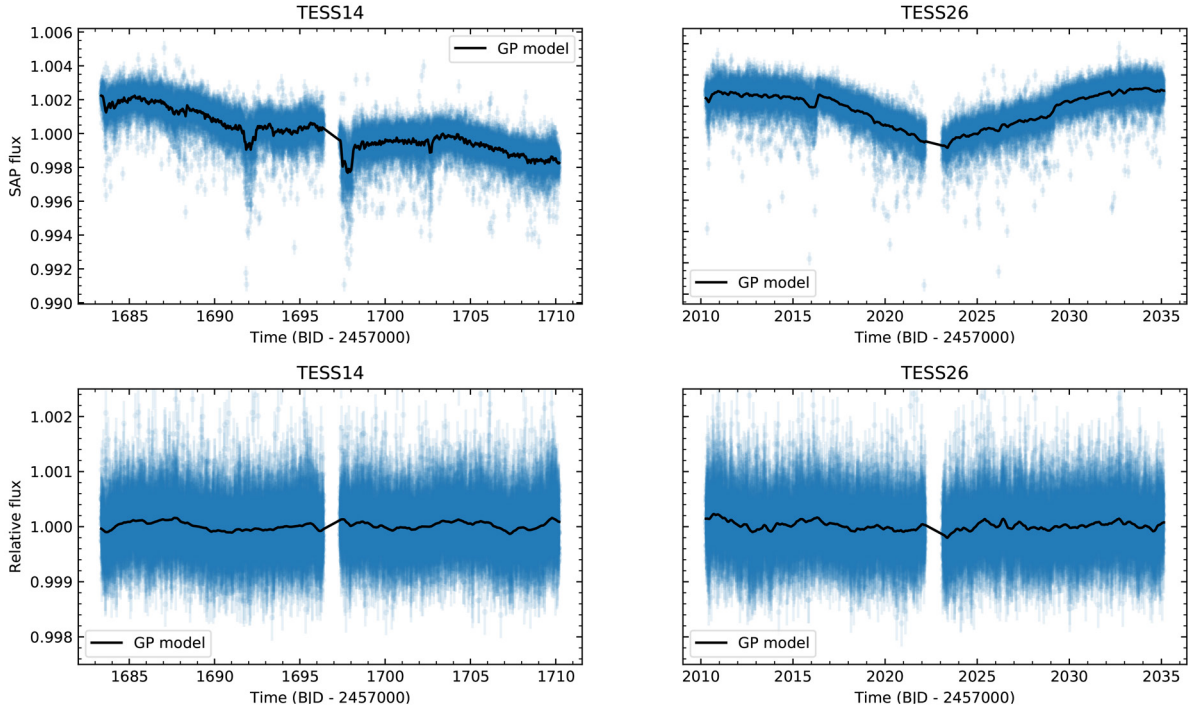 TESS14
1.006
1.004
1.002
1.000
0.998
0.996
0.994
0.992
0.990
SAP flux
GP model
1685 1690 1695 1700 1705 1710
Time (BJD - 2457000)
TESS26
GP model
2010 2015 2020 2025 2030 2035
Time (BJD - 2457000)
TESS14
1.002
1.001
1.000
0.999
0.998
Relative flux
GP model
1685 1690 1695 1700 1705 1710
Time (BJD - 2457000)
TESS26
GP model
2010 2015 2020 2025 2030 2035
Time (BJD - 2457000)